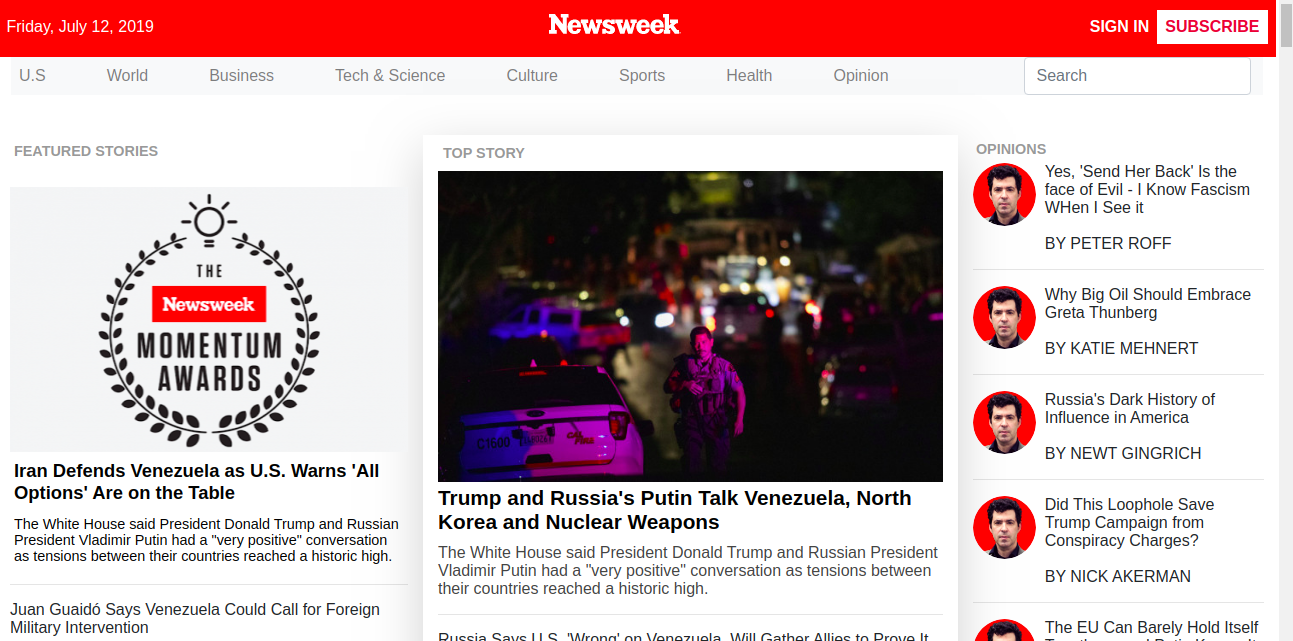 Friday, July 12, 2019
Newsweek
SIGN IN
SUBSCRIBE
U.S
World
Business
Tech & Science
Culture
Sports
Health
Opinion
Search
FEATURED STORIES
THE
Newsweek
MOMENTUM
AWARDS
Iran Defends Venezuela as U.S. Warns 'All
Options' Are on the Table
The White House said President Donald Trump and Russian
President Vladimir Putin had a "very positive" conversation
as tensions between their countries reached a historic high.
Juan Guaidó Says Venezuela Could Call for Foreign
Military Intervention
TOP STORY
C1500
CAL
FIRE
Trump and Russia's Putin Talk Venezuela, North
Korea and Nuclear Weapons
The White House said President Donald Trump and Russian President
Vladimir Putin had a "very positive" conversation as tensions between
their countries reached a historic high.
Russia Says U.S. 'Wrong' on Venezuela, Will Gather Allies to Prove It
OPINIONS
Yes, 'Send Her Back' Is the
face of Evil - I Know Fascism
WHen I See it
BY PETER ROFF
Why Big Oil Should Embrace
Greta Thunberg
BY KATIE MEHNERT
Russia's Dark History of
Influence in America
BY NEWT GINGRICH
Did This Loophole Save
Trump Campaign from
Conspiracy Charges?
BY NICK AKERMAN
The EU Can Barely Hold Itself